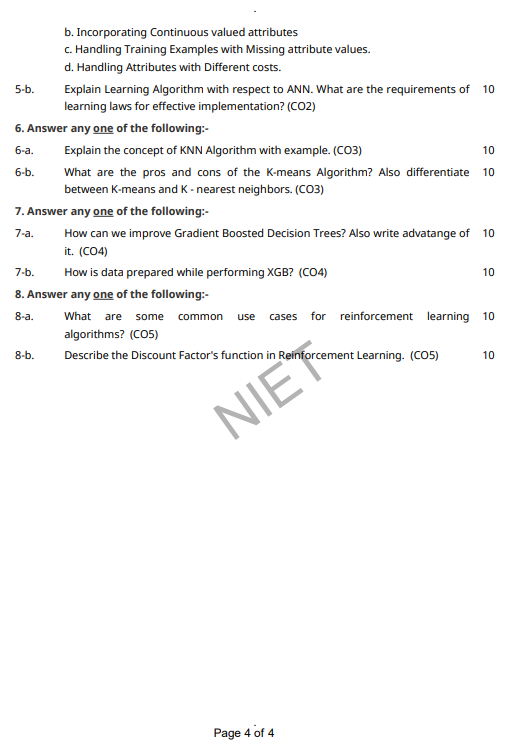 b. Incorporating Continuous valued attributes
c. Handling Training Examples with Missing attribute values.
d. Handling Attributes with Different costs.
5-b. Explain Learning Algorithm with respect to ANN. What are the requirements of 10
learning laws for effective implementation? (CO2)
6. Answer any one of the following:-
6-a. Explain the concept of KNN Algorithm with example. (CO3) 10
6-b. What are the pros and cons of the K-means Algorithm? Also differentiate 10
between K-means and K - nearest neighbors. (CO3)
7. Answer any one of the following:-
7-a. How can we improve Gradient Boosted Decision Trees? Also write advatange of 10
it. (CO4)
7-b. How is data prepared while performing XGB? (CO4) 10
8. Answer any one of the following:-
8-a. What are some common use cases for reinforcement learning 10
algorithms? (CO5)
8-b. Describe the Discount Factor's function in Reinforcement Learning. (CO5) 10
NIET
Page 4 of 4